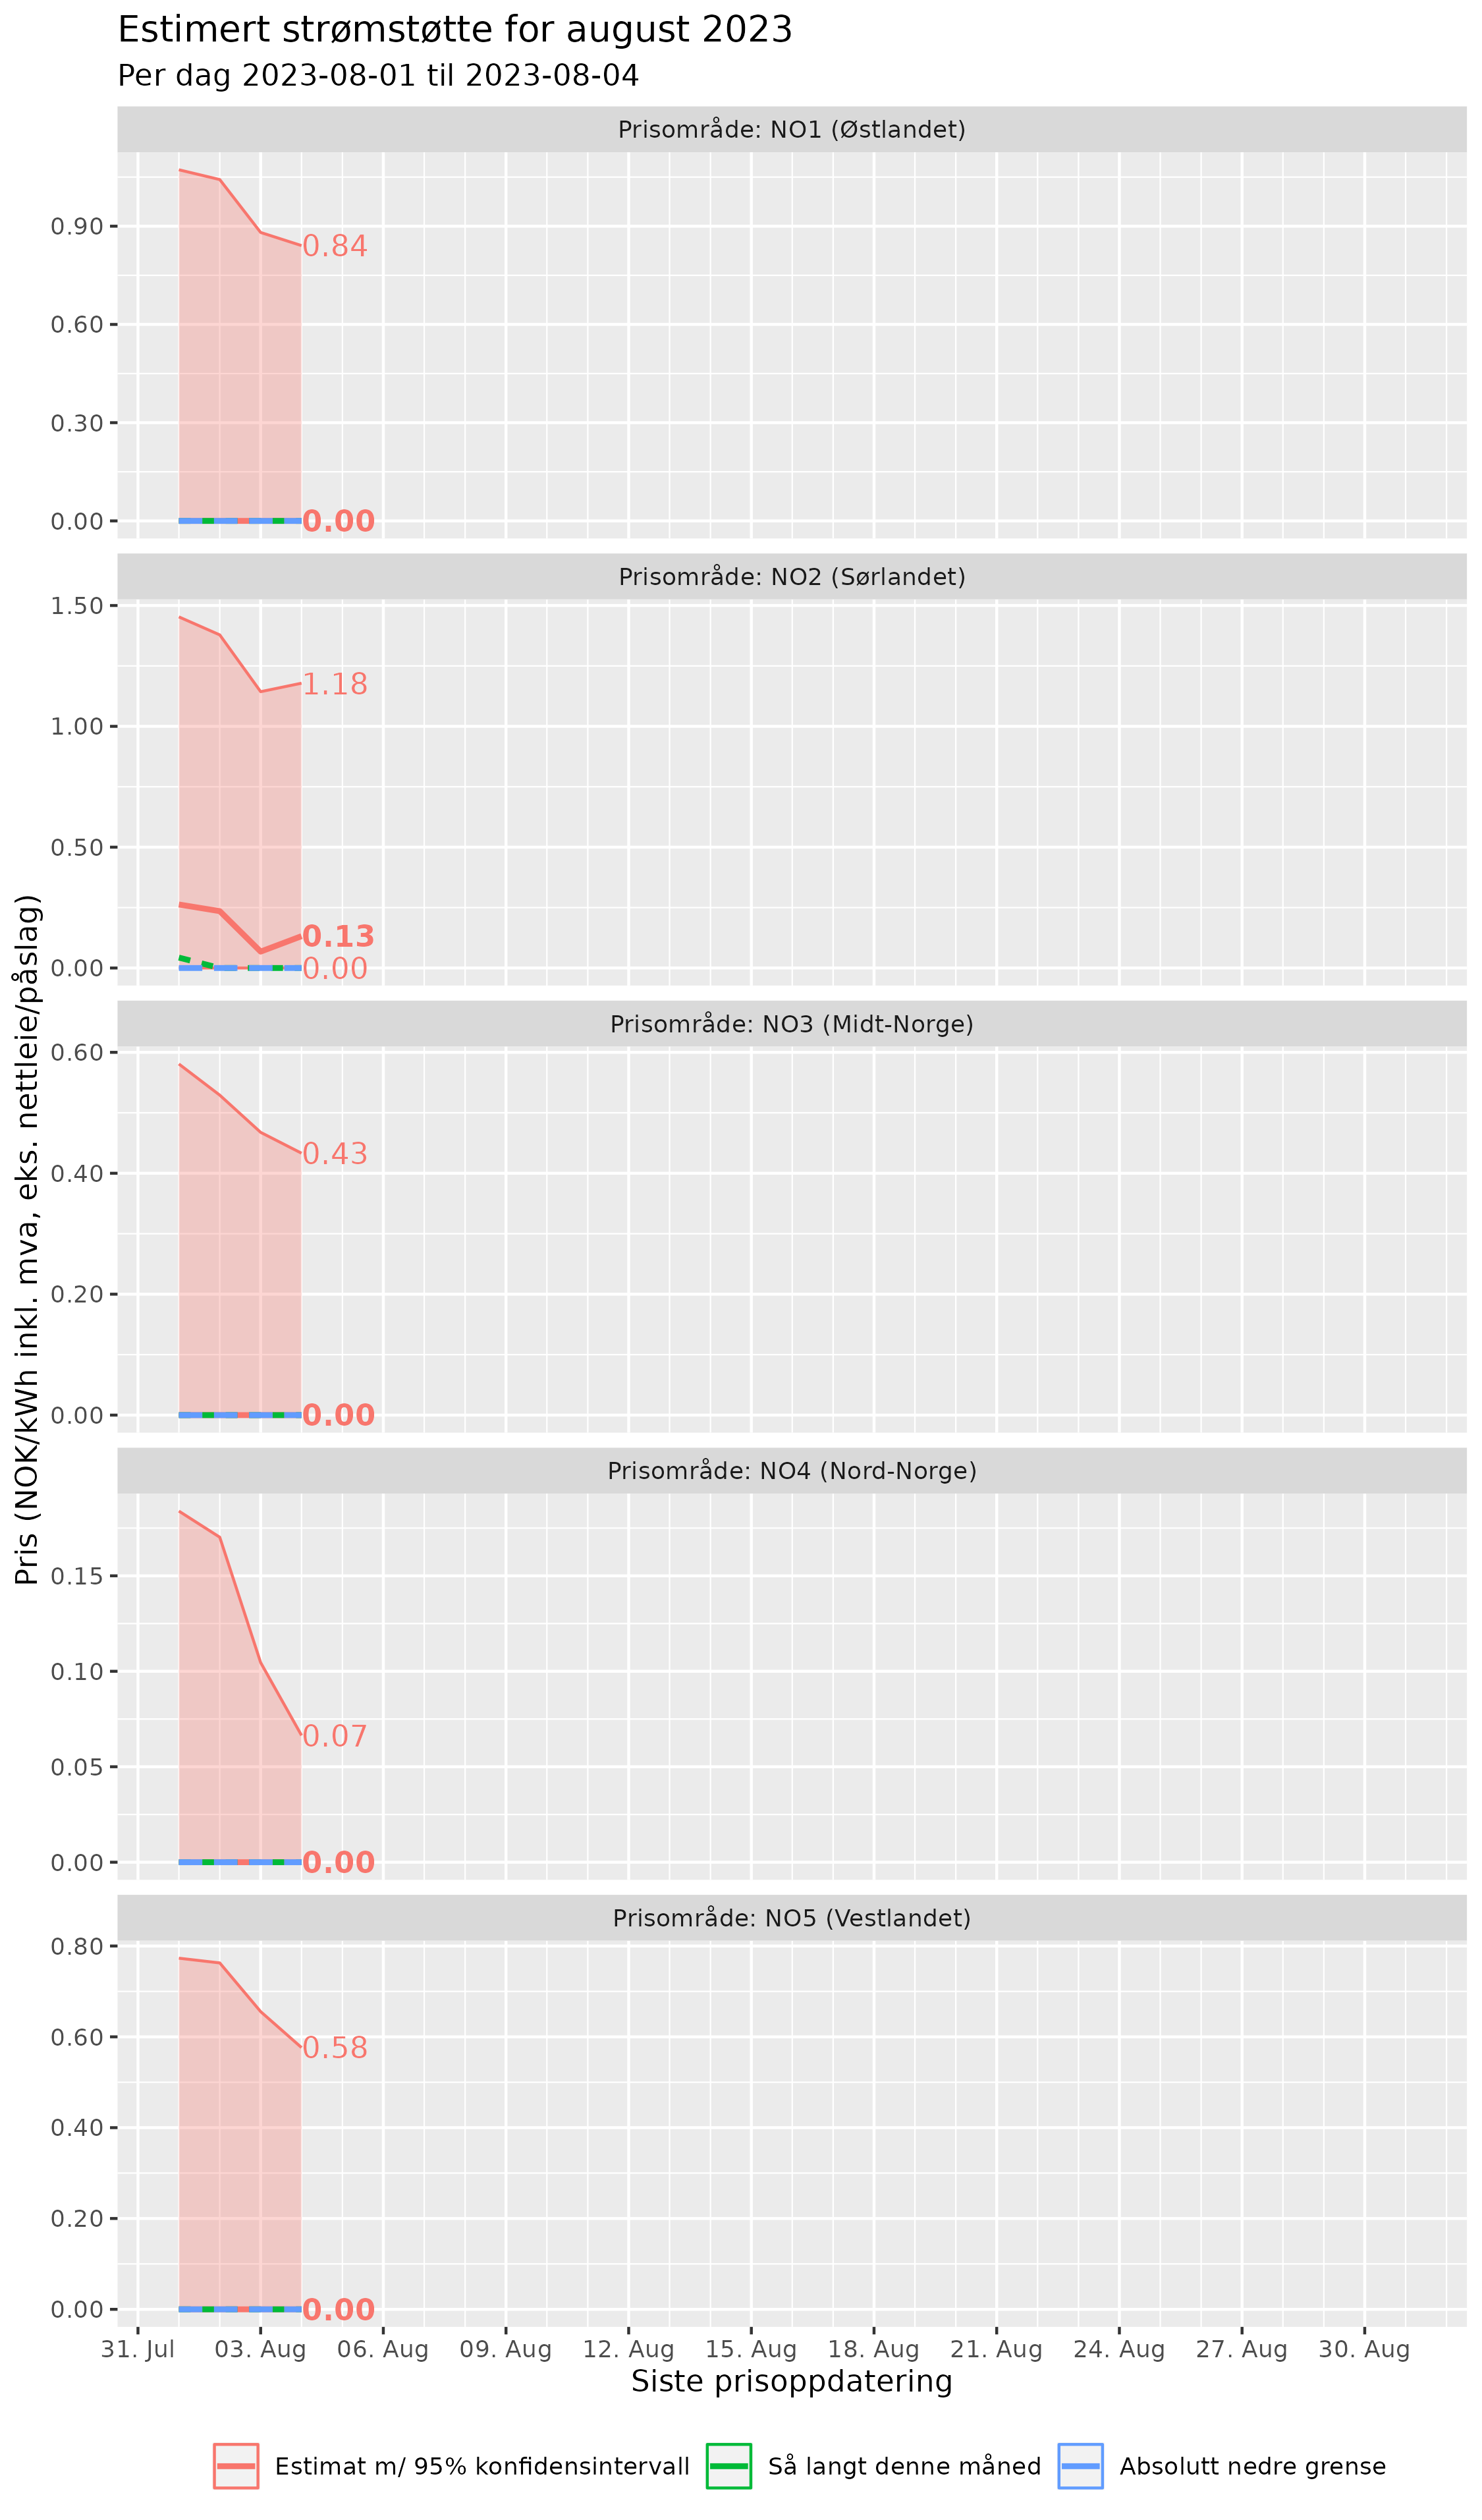 Estimert strømstøtte for august 2023
Per dag 2023-08-01 til 2023-08-04
Pris (NOK/kWh inkl. mva, eks. nettleie/påslag)
Prisområde: NO1 (Østlandet)
0.90
0.84
0.60
0.30
0.00
0.00
Prisområde: NO2 (Sørlandet)
1.50
1.18
1.00
0.50
0.13
0.00
0.00
Prisområde: NO3 (Midt-Norge)
0.60
0.43
0.40
0.20
0.00
0.00
Prisområde: NO4 (Nord-Norge)
0.15
0.10
0.07
0.05
0.00
0.00
Prisområde: NO5 (Vestlandet)
0.80
0.60
0.58
0.40
0.20
0.00
0.00
31. Jul 03. Aug 06. Aug 09. Aug 12. Aug 15. Aug 18. Aug 21. Aug 24. Aug 27. Aug 30. Aug
Siste prisoppdatering
Estimat m/ 95% konfidensintervall Så langt denne måned Absolutt nedre grense